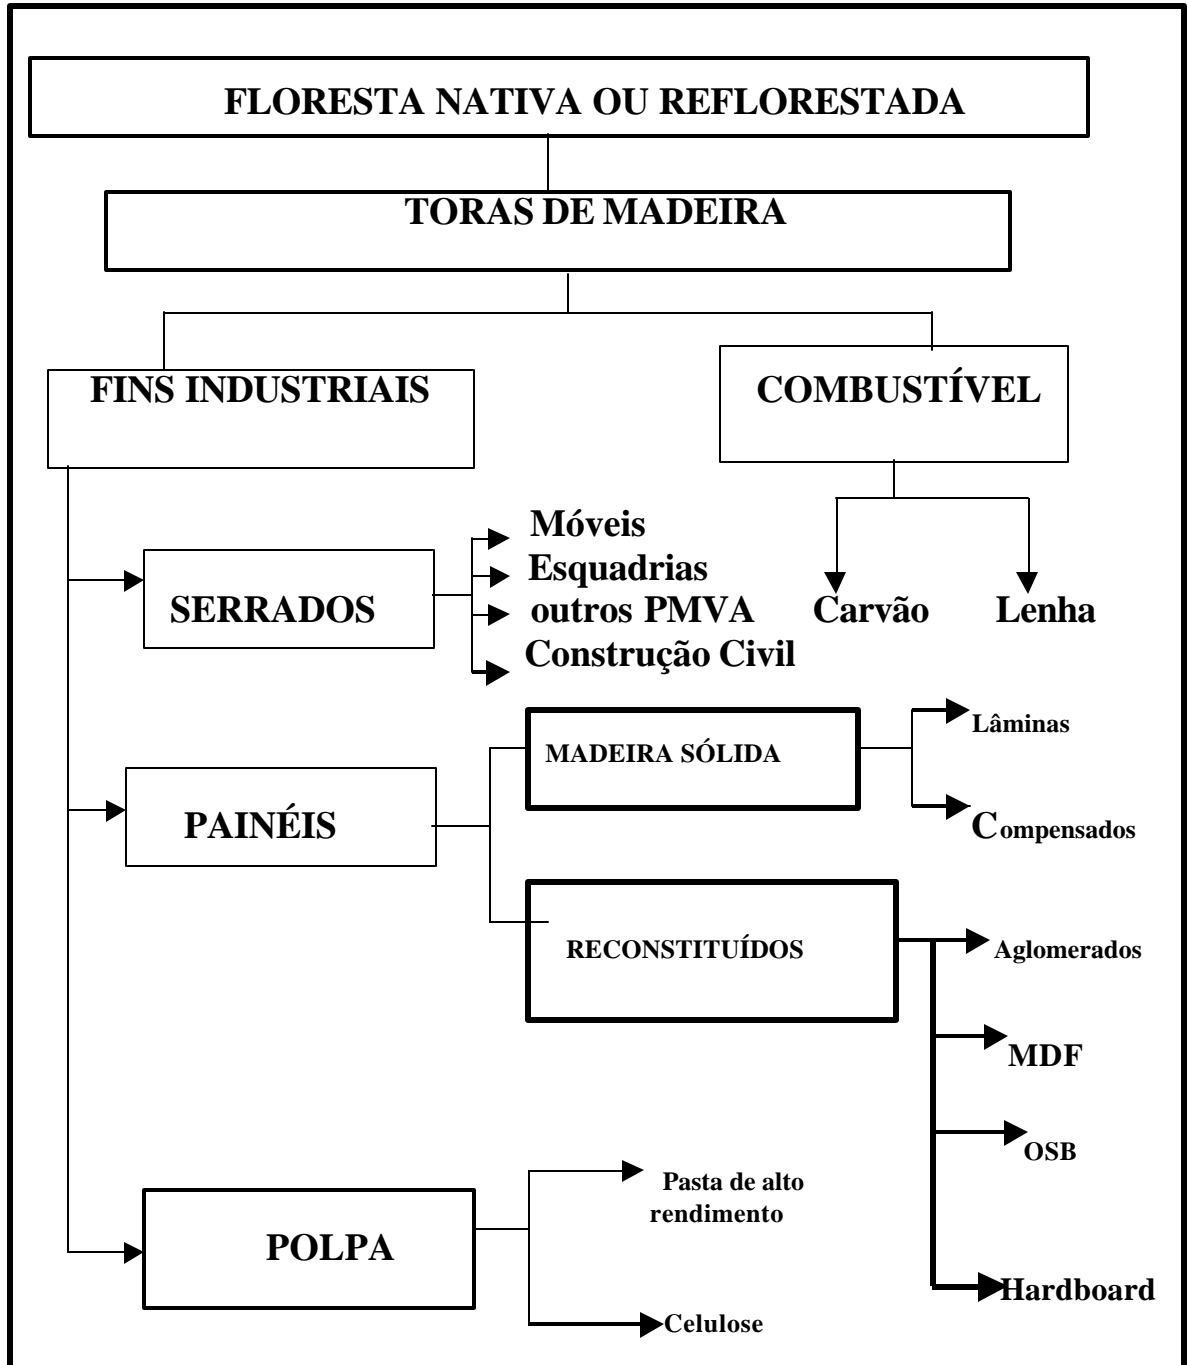 FLORESTA NATIVA OU REFLORESTADA
TORAS DE MADEIRA
FINS INDUSTRIAIS
COMBUSTÍVEL
Móveis
Esquadrias
outros PMVA
Construção Civil
SERRADOS
Carvão
Lenha
MADEIRA SÓLIDA
Lâminas
Compensados
PAINÉIS
RECONSTITUÍDOS
Aglomerados
MDF
OSB
Hardboard
POLPA
Pasta de alto
rendimento
Celulose